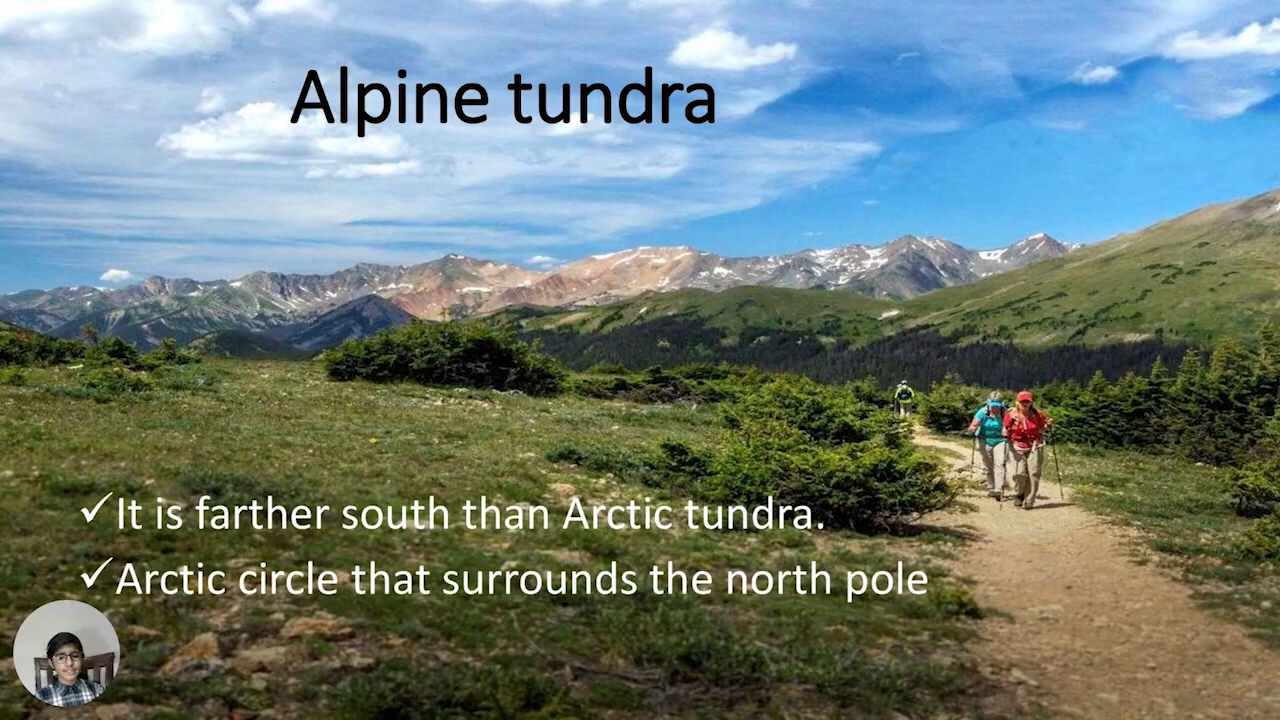 Alpine tundra
✓It is farther south than Arctic tundra.
✓Arctic circle that surrounds the north pole